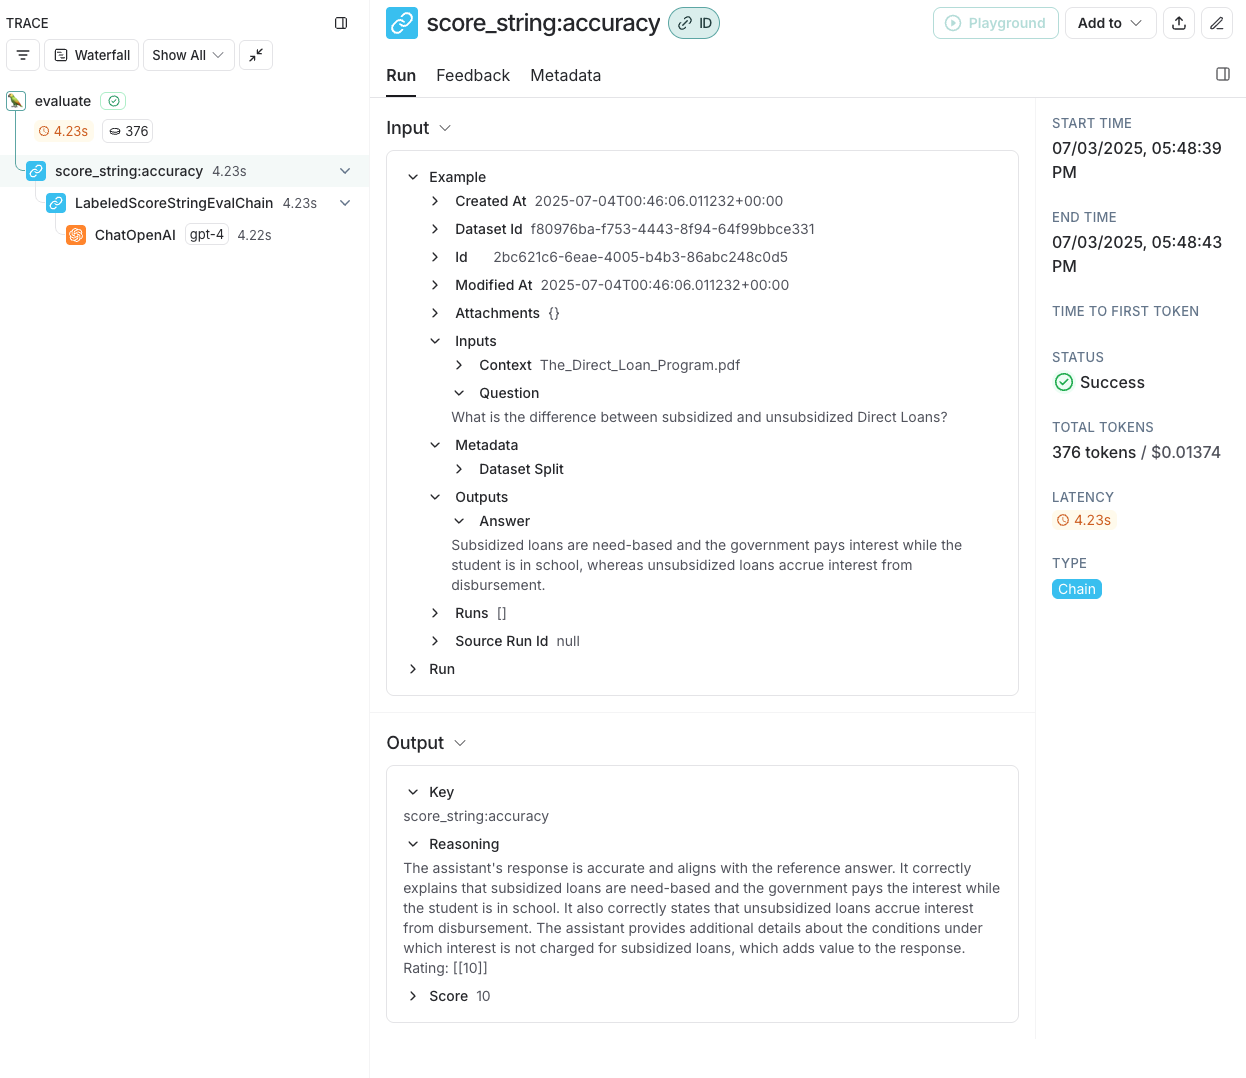 TRACE
Waterfall
Show All
evaluate
4.23s
376
score_string:accuracy 4.23s
LabeledScoreStringEvalChain 4.23s
ChatOpenAI gpt-4 4.22s
score_string:accuracy
ID
Playground
Add to
Run
Feedback
Metadata
Input
Example
Created At 2025-07-04T00:46:06.011232+00:00
Dataset Id f80976ba-f753-4443-8f94-64f99bbce331
Id 2bc621c6-6eae-4005-b4b3-86abc248c0d5
Modified At 2025-07-04T00:46:06.011232+00:00
Attachments {}
Inputs
Context The_Direct_Loan_Program.pdf
Question
What is the difference between subsidized and unsubsidized Direct Loans?
Metadata
Dataset Split
Outputs
Answer
Subsidized loans are need-based and the government pays interest while the
student is in school, whereas unsubsidized loans accrue interest from
disbursement.
Runs []
Source Run Id null
Run
Output
Key
score_string:accuracy
Reasoning
The assistant's response is accurate and aligns with the reference answer. It correctly
explains that subsidized loans are need-based and the government pays the interest while
the student is in school. It also correctly states that unsubsidized loans accrue interest
from disbursement. The assistant provides additional details about the conditions under
which interest is not charged for subsidized loans, which adds value to the response.
Rating: [[10]]
Score 10
START TIME
07/03/2025, 05:48:39
PM
END TIME
07/03/2025, 05:48:43
PM
TIME TO FIRST TOKEN
STATUS
Success
TOTAL TOKENS
376 tokens / $0.01374
LATENCY
4.23s
TYPE
Chain